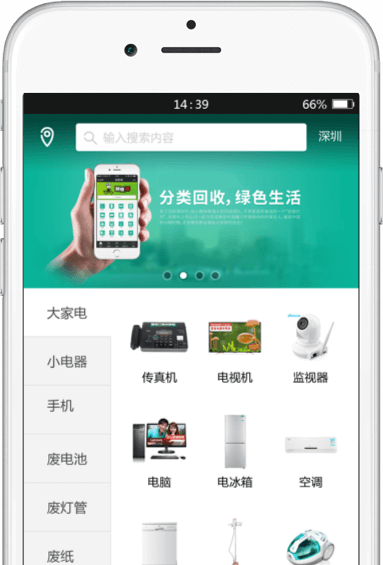 14:39
66%
输入搜索内容
深圳
分类回收，绿色生活
大家电
小电器
手机
废电池
废灯管
废纸
传真机
电视机
监视器
电脑
电冰箱
空调